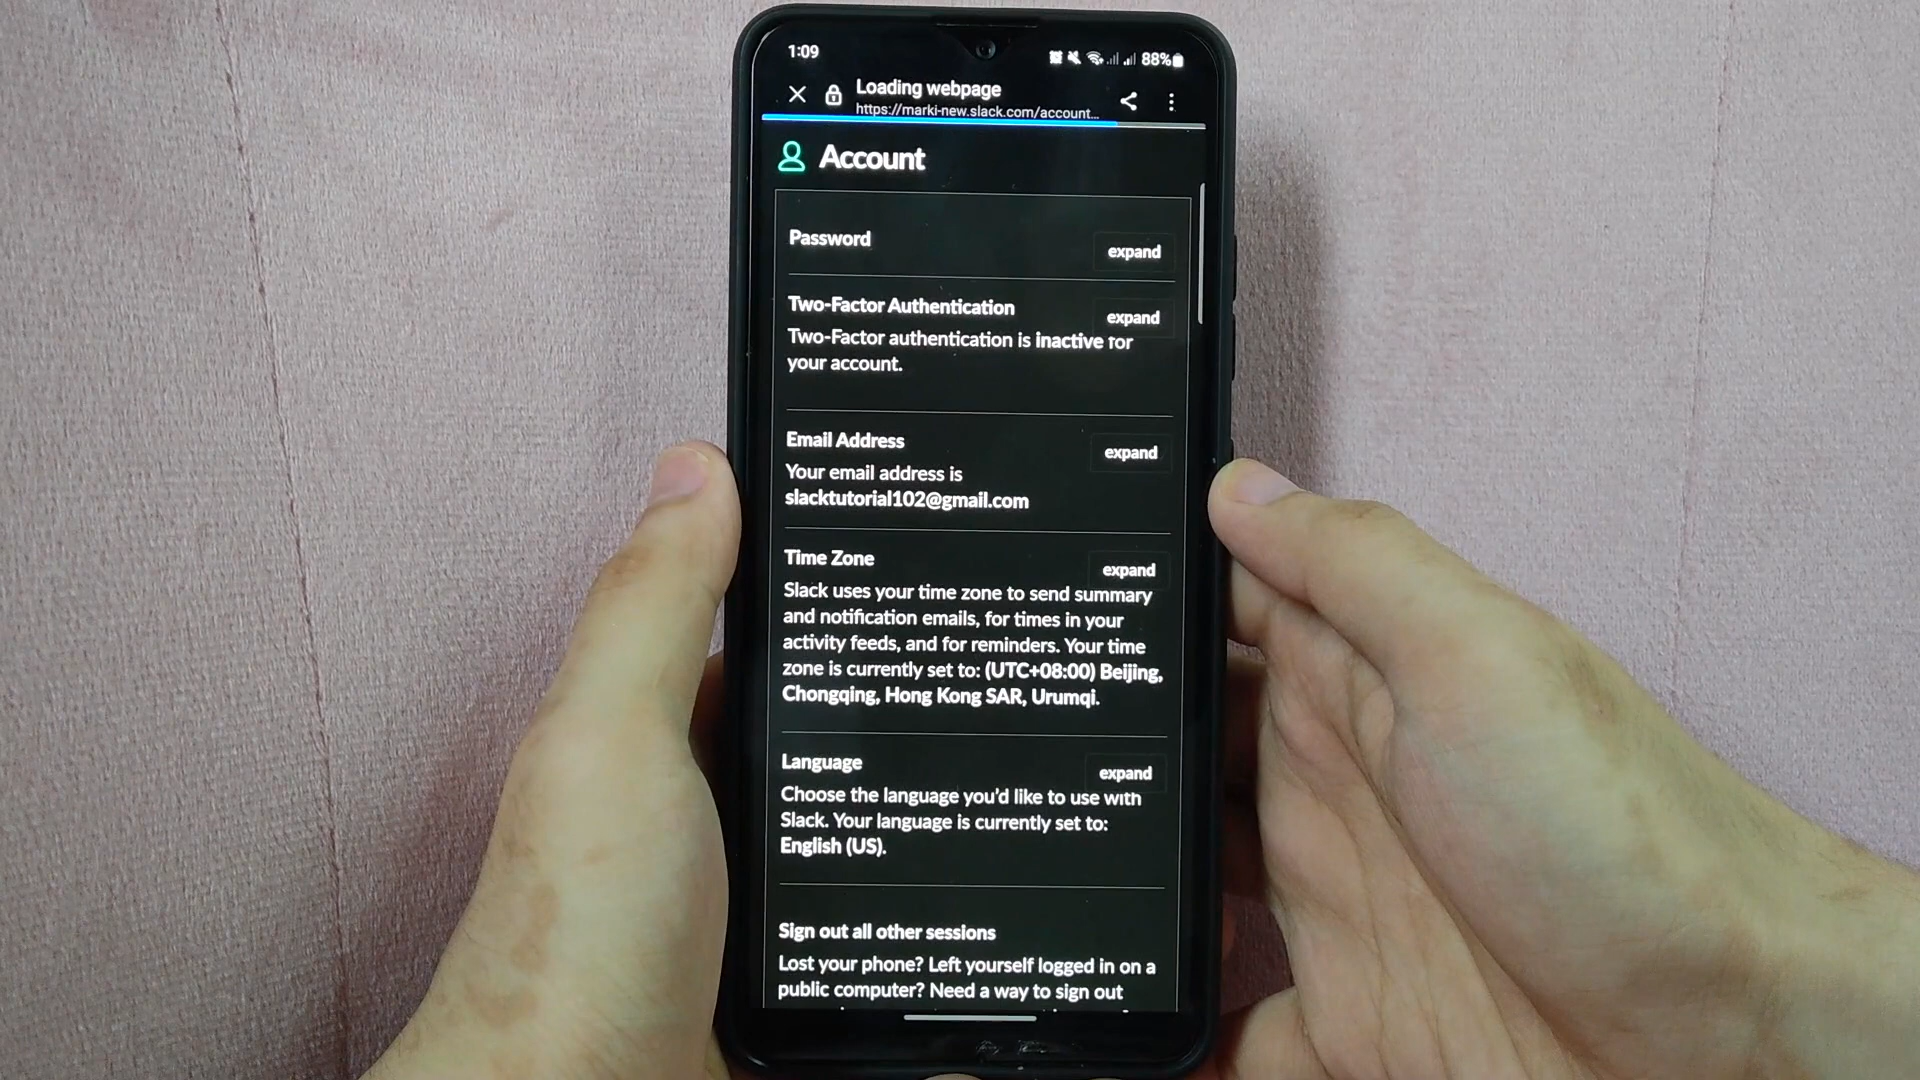 1:09
88%
Loading webpage
https://marki-new.slack.com/account...
Account
Password
expand
Two-Factor Authentication
expand
Two-Factor authentication is inactive for
your account.
Email Address
expand
Your email address is
slacktutorial102@gmail.com
Time Zone
expand
Slack uses your time zone to send summary
and notification emails, for times in your
activity feeds, and for reminders. Your time
zone is currently set to: (UTC+08:00) Beijing,
Chongqing, Hong Kong SAR, Urumqi.
Language
expand
Choose the language you'd like to use with
Slack. Your language is currently set to:
English (US).
Sign out all other sessions
Lost your phone? Left yourself logged in on a
public computer? Need a way to sign out